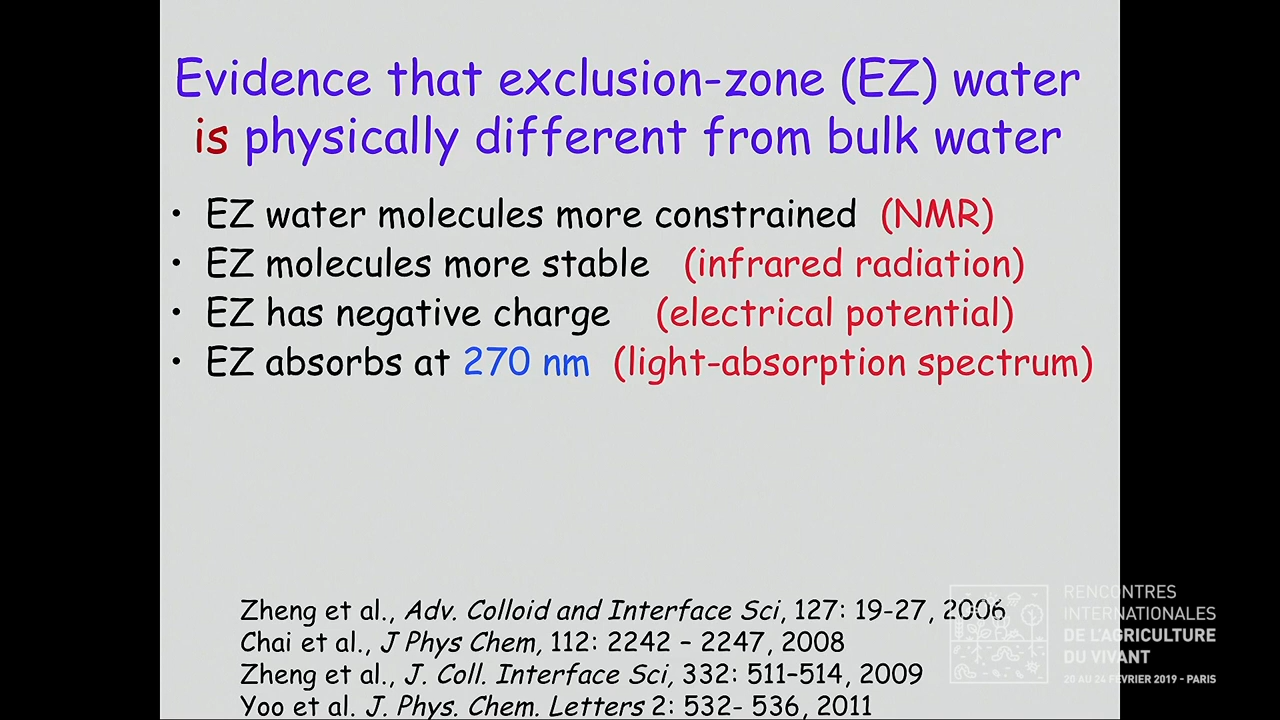 Evidence that exclusion-zone (EZ) water
is physically different from bulk water
• EZ water molecules more constrained (NMR)
• EZ molecules more stable (infrared radiation)
• EZ has negative charge (electrical potential)
• EZ absorbs at 270 nm (light-absorption spectrum)
Zheng et al., Adv. Colloid and Interface Sci, 127: 19-27, 2006
Chai et al., J Phys Chem, 112: 2242 – 2247, 2008
Zheng et al., J. Coll. Interface Sci, 332: 511-514, 2009
Yoo et al. J. Phys. Chem. Letters 2: 532- 536, 2011
RENCONTRES
INTERNATIONALES
DE L'AGRICULTURE
DU VIVANT
20 AU 24 FÉVRIER 2019 - PARIS